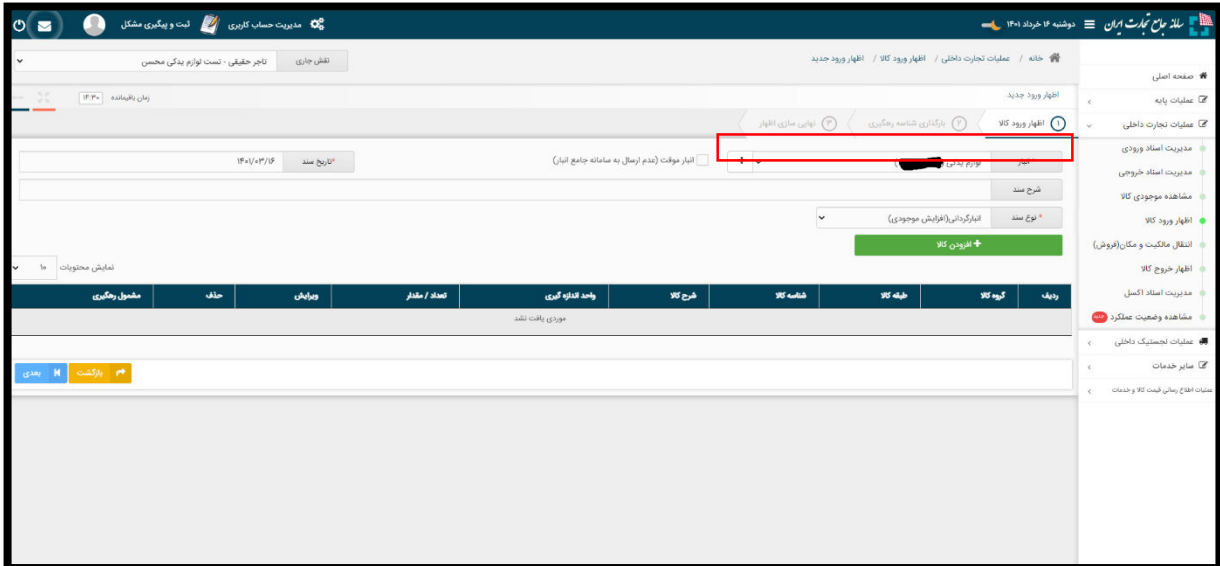 سامانه جامع تجارت ایران
دوشنبه ۱۶ خرداد ۱۴۰۱
مدیریت حساب کاربری
ثبت و پیگیری مشکل
خانه / عملیات تجارت داخلی / اظهار ورود کالا / اظهار ورود جدید
نقش جاری
تاجر حقیقی - تست لوازم یدکی محسن
صفحه اصلی
عملیات پایه
عملیات تجارت داخلی
مدیریت اسناد ورودی
مدیریت اسناد خروجی
مشاهده موجودی کالا
اظهار ورود کالا
انتقال مالکیت و مکان(فروش)
اظهار خروج کالا
مدیریت اسناد اکسل
مشاهده وضعیت عملکرد جدید
عملیات لجستیک داخلی
سایر خدمات
عملیات اطلاع رسانی قیمت کالا و خدمات
اظهار ورود جدید
زمان باقیمانده ۱۴:۳۰
۱ اظهار ورود کالا
۲ بارگذاری شناسه رهگیری
۳ نهایی سازی اظهار
*انبار
لوازم یدکی
انبار موقت (عدم ارسال به سامانه جامع انبار)
*تاریخ سند
۱۴۰۱/۰۳/۱۶
شرح سند
* نوع سند
انبارگردانی(افزایش موجودی)
+ افزودن کالا
نمایش محتویات ۱۰
ردیف گروه کالا طبقه کالا شناسه کالا شرح کالا واحد اندازه گیری تعداد / مقدار ویرایش حذف مشمول رهگیری
موردی یافت نشد
بازگشت
بعدی